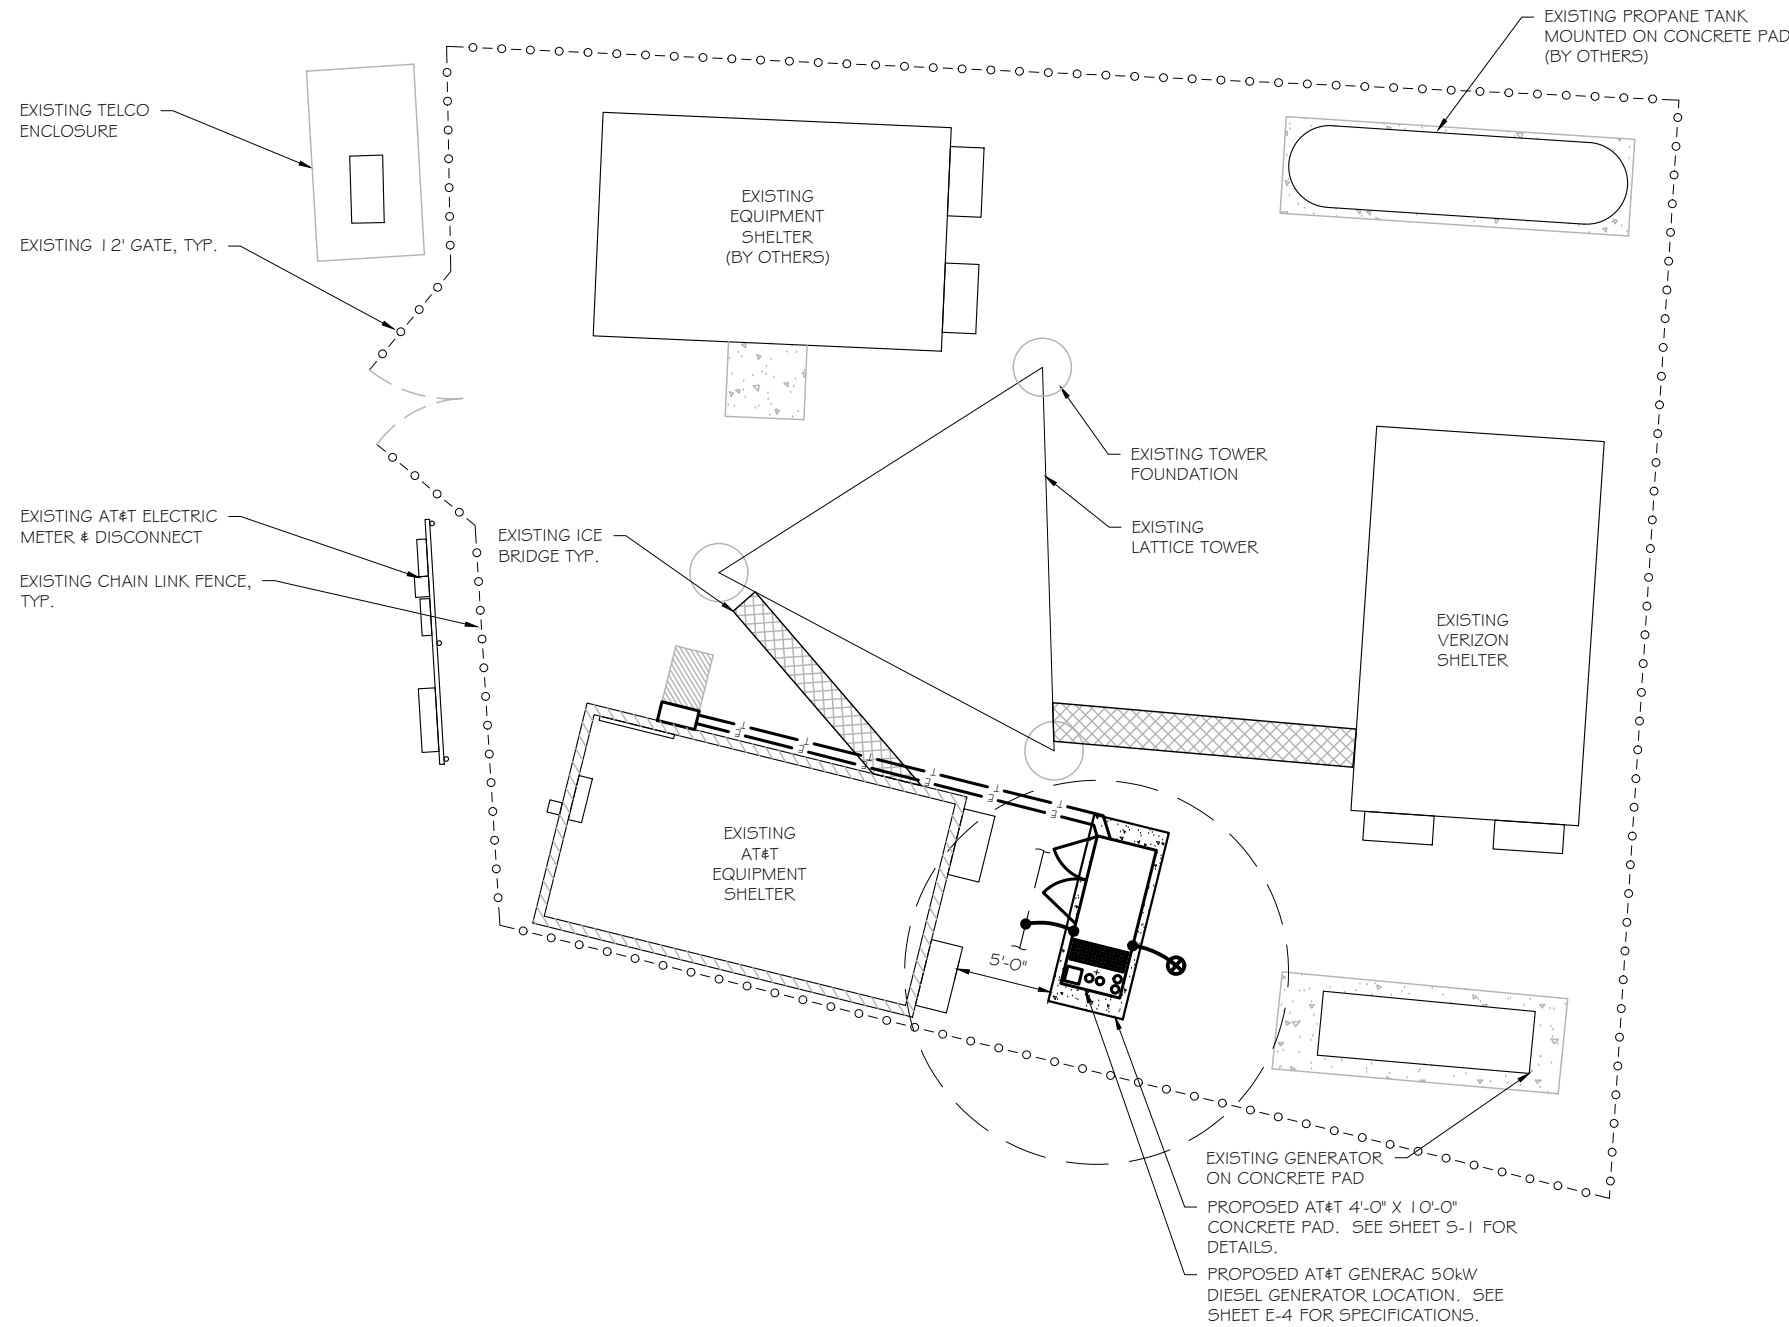 EXISTING PROPANE TANK
MOUNTED ON CONCRETE PAD
(BY OTHERS)
EXISTING TELCO
ENCLOSURE
EXISTING
EQUIPMENT
SHELTER
(BY OTHERS)
EXISTING 12' GATE, TYP.
EXISTING TOWER
FOUNDATION
EXISTING AT&T ELECTRIC
METER & DISCONNECT
EXISTING ICE
BRIDGE TYP.
EXISTING
LATTICE TOWER
EXISTING CHAIN LINK FENCE,
TYP.
EXISTING
VERIZON
SHELTER
T
E
T
E
T
E
T
E
T
E
T
E
EXISTING
AT&T
EQUIPMENT
SHELTER
5'-0"
EXISTING GENERATOR
ON CONCRETE PAD
PROPOSED AT&T 4'-0" X 10'-0"
CONCRETE PAD. SEE SHEET S-1 FOR
DETAILS.
PROPOSED AT&T GENERAC 50kW
DIESEL GENERATOR LOCATION. SEE
SHEET E-4 FOR SPECIFICATIONS.